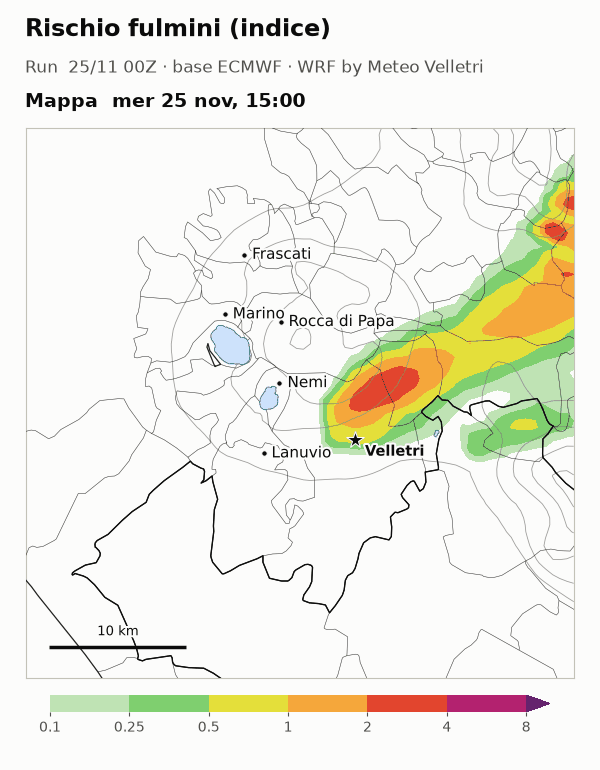 Rischio fulmini (indice)
Run  25/11 00Z · base ECMWF · WRF by Meteo Velletri
Mappa  mer 25 nov, 15:00
Frascati
Marino
Rocca di Papa
Nemi
Velletri
Lanuvio
10 km
0.1 0.25 0.5 1 2 4 8